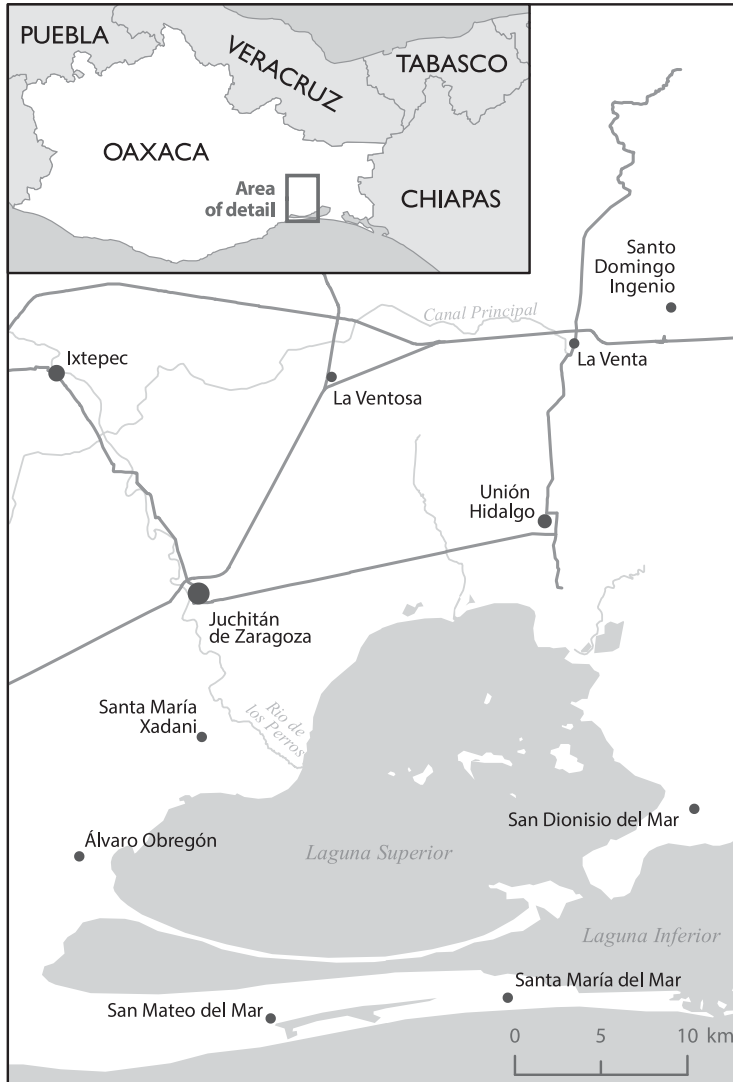 PUEBLA
VERACRUZ
TABASCO
OAXACA
CHIAPAS
Area
of detail
Santo
Domingo
Ingenio
Canal Principal
Ixtepec
La Venta
La Ventosa
Unión
Hidalgo
Juchitán
de Zaragoza
Santa María
Xadani
Rio de
los Perros
San Dionisio del Mar
Álvaro Obregón
Laguna Superior
Laguna Inferior
Santa María del Mar
San Mateo del Mar
0 5 10 km